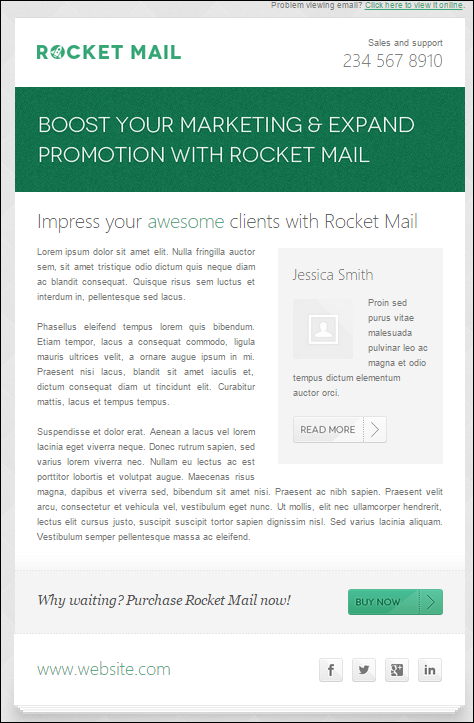 Problem viewing email? Click here to view it online.
ROCKET MAIL
Sales and support
234 567 8910
BOOST YOUR MARKETING & EXPAND
PROMOTION WITH ROCKET MAIL
Impress your awesome clients with Rocket Mail
Lorem ipsum dolor sit amet elit. Nulla fringilla auctor
sem, sit amet tristique odio dictum quis neque diam
ac blandit consequat. Quisque risus sem luctus et
interdum in, pellentesque sed lacus.
Phasellus eleifend tempus lorem quis bibendum.
Etiam tempor, lacus a consequat commodo, ligula
mauris ultrices velit, a ornare augue ipsum in mi.
Praesent nisi lacus, blandit sit amet iaculis et,
dictum consequat diam ut tincidunt elit. Curabitur
mattis, lacus et tempus tempus.
Suspendisse et dolor erat. Aenean a lacus vel lorem
lacinia eget viverra neque. Donec rutrum sapien, sed
varius lorem viverra nec. Nullam eu lectus ac est
porttitor lobortis et volutpat augue. Maecenas risus
magna, dapibus et viverra sed, bibendum sit amet nisi. Praesent ac nibh sapien. Praesent velit
arcu, consectetur et vehicula vel, vestibulum eget nunc. Ut mollis, elit nec ullamcorper hendrerit,
lectus elit cursus justo, suscipit suscipit tortor sapien dignissim nisl. Sed varius lacinia aliquam.
Vestibulum semper pellentesque massa ac eleifend.
Jessica Smith
Proin sed
purus vitae
malesuada
pulvinar leo ac
magna et odio
tempus dictum elementum
auctor orci.
READ MORE
Why waiting? Purchase Rocket Mail now!
BUY NOW
www.website.com